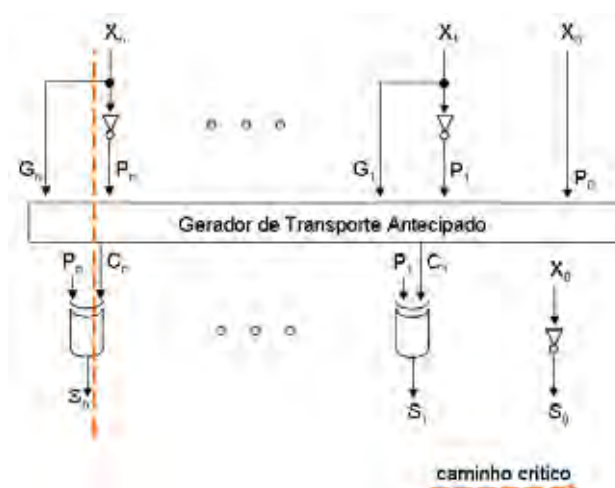 Xₙ X₁ X₀
Gₙ Pₙ G₁ P₁ P₀
Gerador de Transporte Antecipado
Pₙ Cₙ P₁ C₁ X₀
Sₙ S₁ S₀
caminho critico